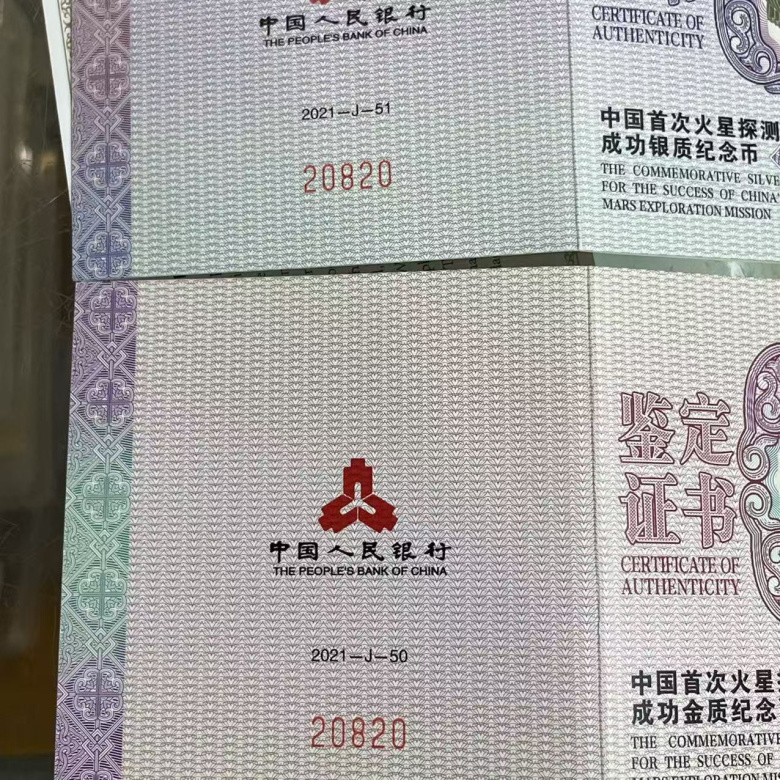 中国人民银行
THE PEOPLE'S BANK OF CHINA
2021-J-51
20820
CERTIFICATE OF
AUTHENTICITY
中国首次火星探测
成功银质纪念币
THE COMMEMORATIVE SILVE
FOR THE SUCCESS OF CHINA'
MARS EXPLORATION MISSION
中国人民银行
THE PEOPLE'S BANK OF CHINA
2021-J-50
20820
鉴定
证书
CERTIFICATE OF
AUTHENTICITY
中国首次火星
成功金质纪念
THE COMMEMORATIVE
FOR THE SUCCESS OF
MARS EXPLORATION MISSION